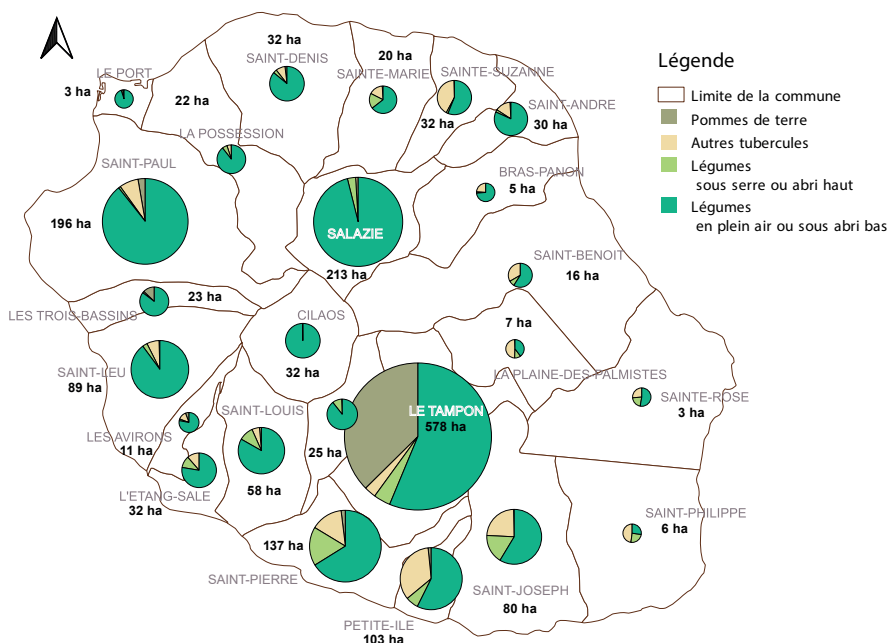 32 ha
SAINT-DENIS
20 ha
SAINTE-MARIE
SAINTE-SUZANNE
32 ha
SAINT-ANDRE
30 ha
LE PORT
3 ha
22 ha
LA POSSESSION
SAINT-PAUL
196 ha
SALAZIE
213 ha
BRAS-PANON
5 ha
SAINT-BENOIT
16 ha
23 ha
LES TROIS-BASSINS
CILAOS
32 ha
7 ha
LA PLAINE-DES-PALMISTES
SAINT-LEU
89 ha
SAINTE-ROSE
3 ha
LE TAMPON
578 ha
SAINT-LOUIS
58 ha
25 ha
LES AVIRONS
11 ha
L'ETANG-SALE
32 ha
SAINT-PHILIPPE
6 ha
137 ha
SAINT-PIERRE
SAINT-JOSEPH
80 ha
PETITE-ILE
103 ha
Légende
Limite de la commune
Pommes de terre
Autres tubercules
Légumes
sous serre ou abri haut
Légumes
en plein air ou sous abri bas